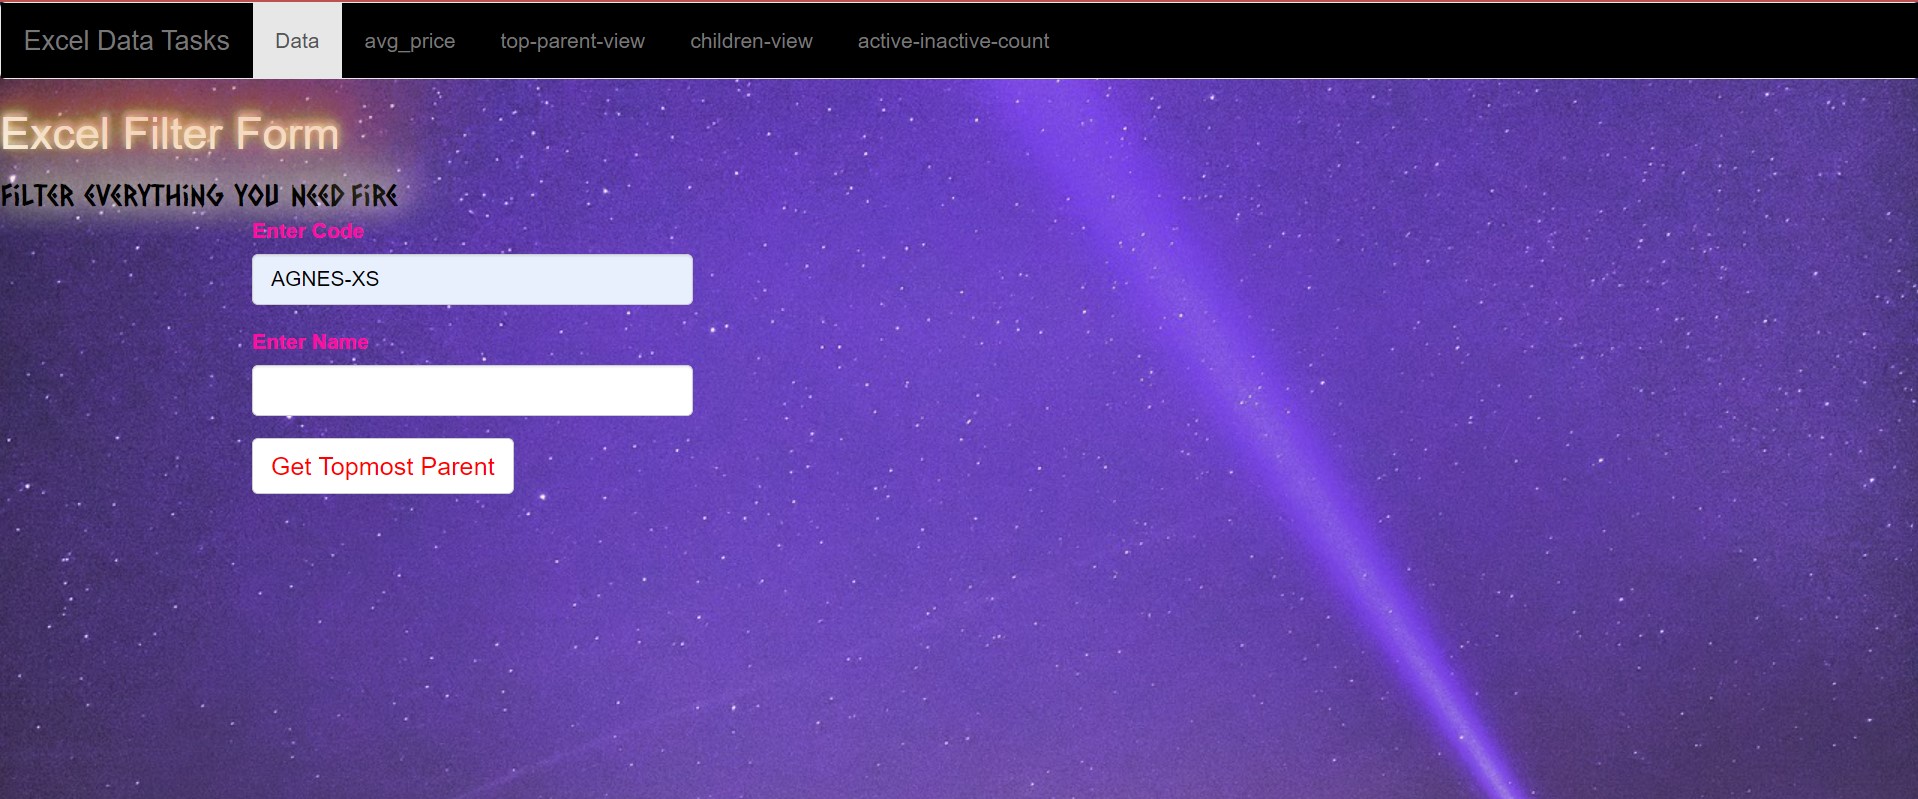 Excel Data Tasks Data avg_price top-parent-view children-view active-inactive-count
Excel Filter Form
FiLTER EVERYTHiNG YOU NEED FiRE
Enter Code
AGNES-XS
Enter Name
Get Topmost Parent